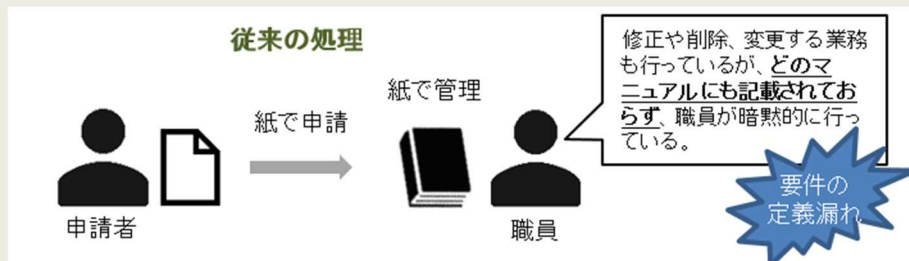 従来の処理
修正や削除、変更する業務
も行っているが、どのマ
ニュアルにも記載されてお
らず、職員が暗黙的に行っ
ている。
紙で管理
紙で申請
要件の
定義漏れ
申請者
職員